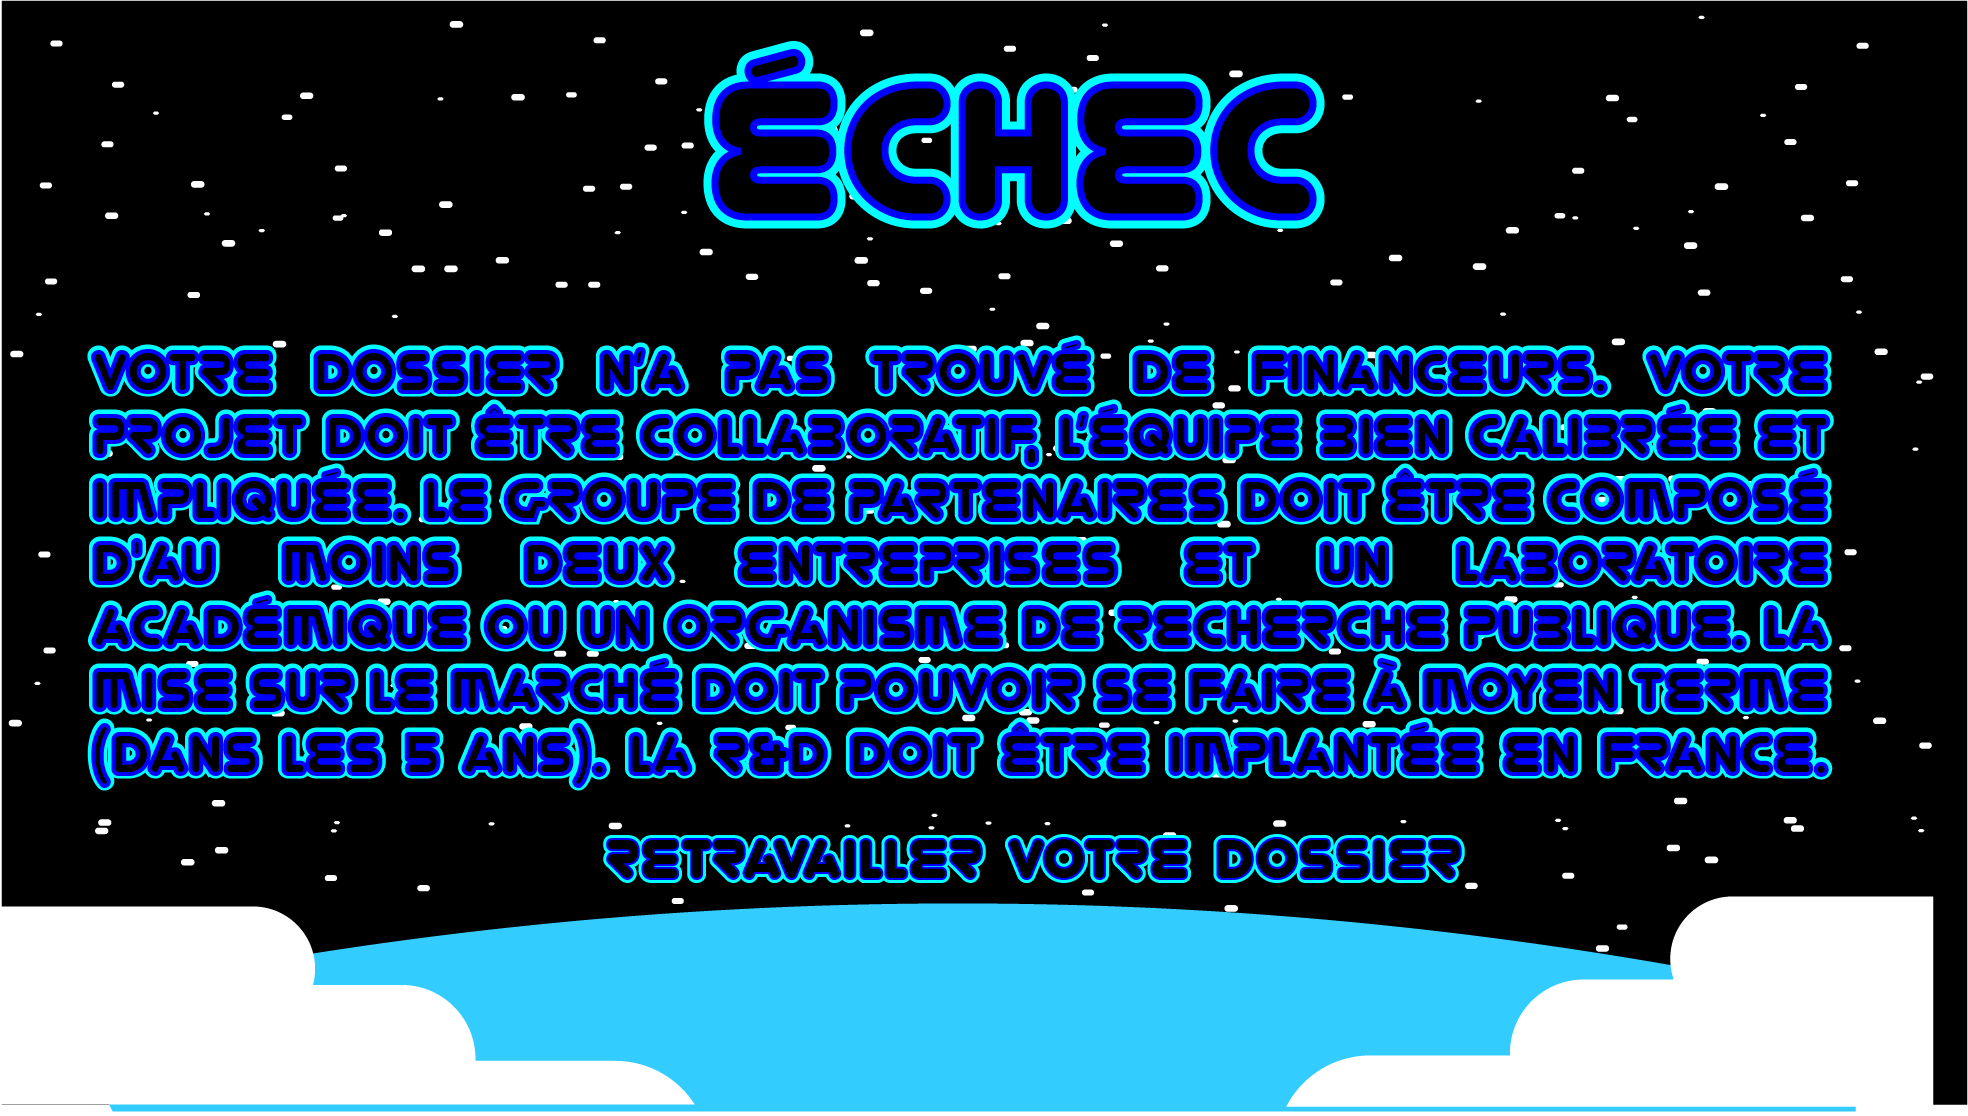 ÉCHEC
VOTRE DOSSIER N'A PAS TROUVÉ DE FINANCEURS. VOTRE
PROJET DOIT ÊTRE COLLABORATIF, L'ÉQUIPE BIEN CALIBRÉE ET
IMPLIQUÉE. LE GROUPE DE PARTENAIRES DOIT ÊTRE COMPOSÉ
D'AU MOINS DEUX ENTREPRISES ET UN LABORATOIRE
ACADÉMIQUE OU UN ORGANISME DE RECHERCHE PUBLIQUE. LA
MISE SUR LE MARCHÉ DOIT POUVOIR SE FAIRE À MOYEN TERME
(DANS LES 5 ANS). LA R&D DOIT ÊTRE IMPLANTÉE EN FRANCE.
RETRAVAILLER VOTRE DOSSIER